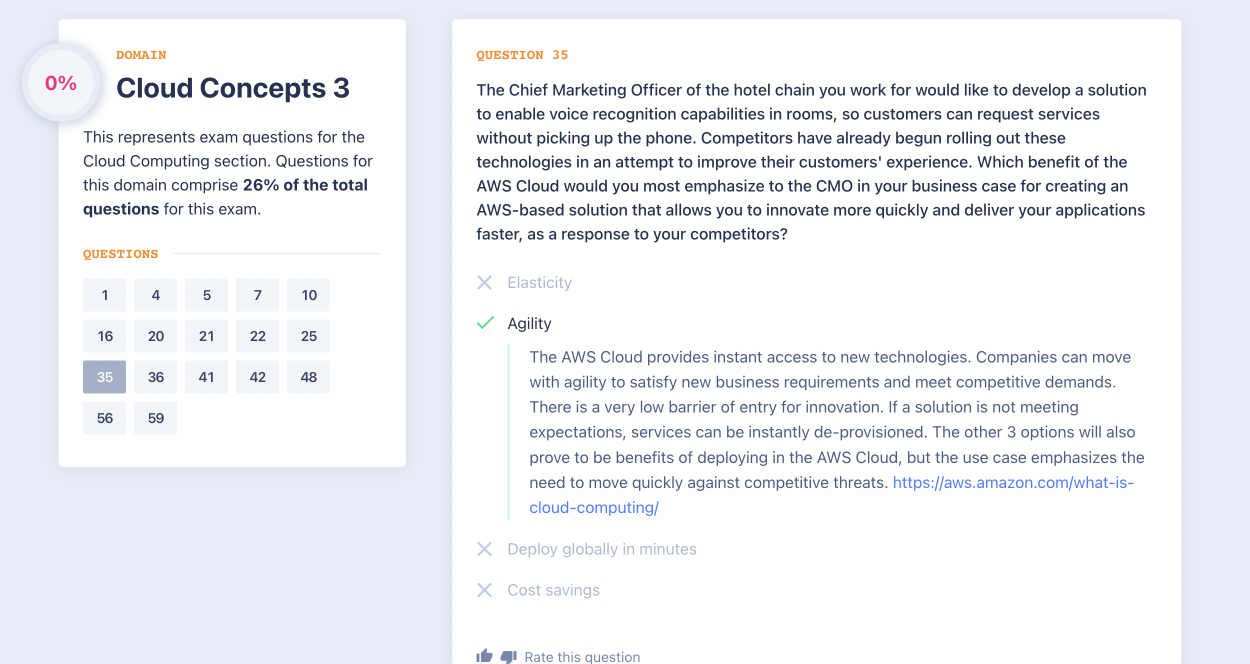 0%
DOMAIN
Cloud Concepts 3
This represents exam questions for the
Cloud Computing section. Questions for
this domain comprise 26% of the total
questions for this exam.
QUESTIONS
1 4 5 7 10
16 20 21 22 25
35 36 41 42 48
56 59
QUESTION 35
The Chief Marketing Officer of the hotel chain you work for would like to develop a solution
to enable voice recognition capabilities in rooms, so customers can request services
without picking up the phone. Competitors have already begun rolling out these
technologies in an attempt to improve their customers' experience. Which benefit of the
AWS Cloud would you most emphasize to the CMO in your business case for creating an
AWS-based solution that allows you to innovate more quickly and deliver your applications
faster, as a response to your competitors?
Elasticity
Agility
The AWS Cloud provides instant access to new technologies. Companies can move
with agility to satisfy new business requirements and meet competitive demands.
There is a very low barrier of entry for innovation. If a solution is not meeting
expectations, services can be instantly de-provisioned. The other 3 options will also
prove to be benefits of deploying in the AWS Cloud, but the use case emphasizes the
need to move quickly against competitive threats. https://aws.amazon.com/what-is-
cloud-computing/
Deploy globally in minutes
Cost savings
Rate this question